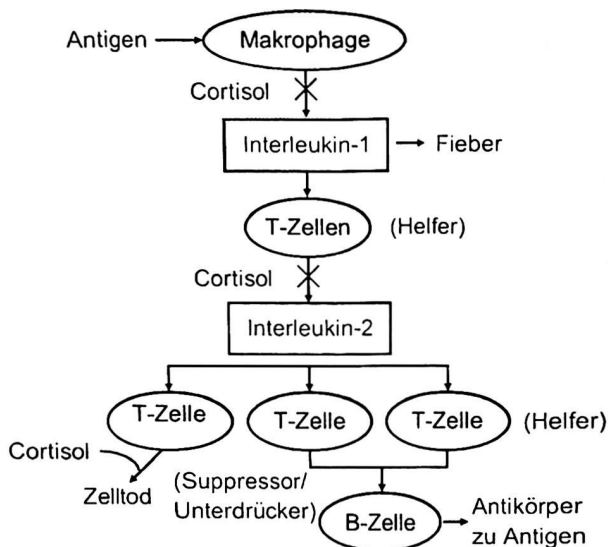 Antigen
Makrophage
Cortisol
Interleukin-1
Fieber
T-Zellen
(Helfer)
Cortisol
Interleukin-2
T-Zelle
T-Zelle
T-Zelle
(Helfer)
Cortisol
Zelltod
(Suppressor/
Unterdrücker)
B-Zelle
Antikörper
zu Antigen